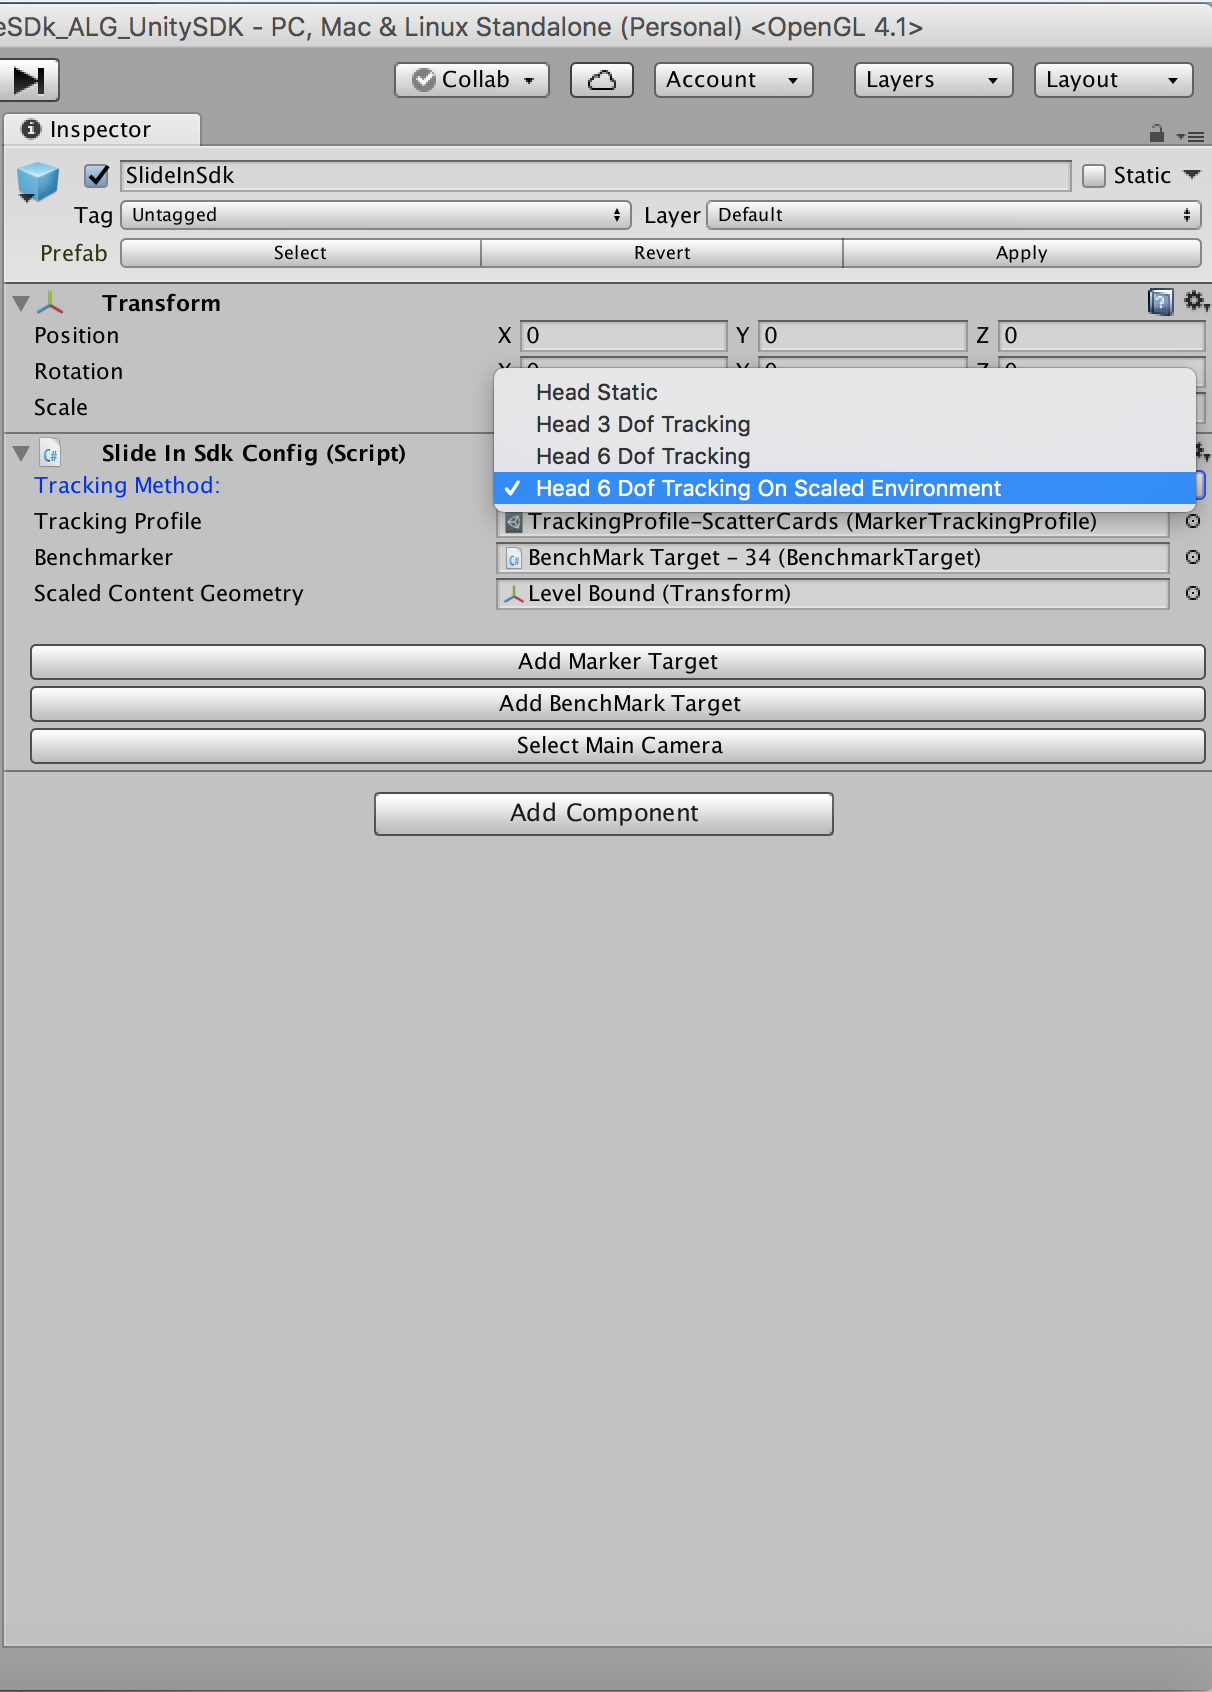 eSDk_ALG_UnitySDK - PC, Mac & Linux Standalone (Personal) <OpenGL 4.1>
Collab Account Layers Layout
Inspector
SlideInSdk Static
Tag Untagged Layer Default
Prefab Select Revert Apply
Transform
Position X 0 Y 0 Z 0
Rotation
Scale
Head Static
Head 3 Dof Tracking
Head 6 Dof Tracking
✓ Head 6 Dof Tracking On Scaled Environment
Slide In Sdk Config (Script)
Tracking Method:
Tracking Profile TrackingProfile-ScatterCards (MarkerTrackingProfile)
Benchmarker BenchMark Target - 34 (BenchmarkTarget)
Scaled Content Geometry Level Bound (Transform)
Add Marker Target
Add BenchMark Target
Select Main Camera
Add Component